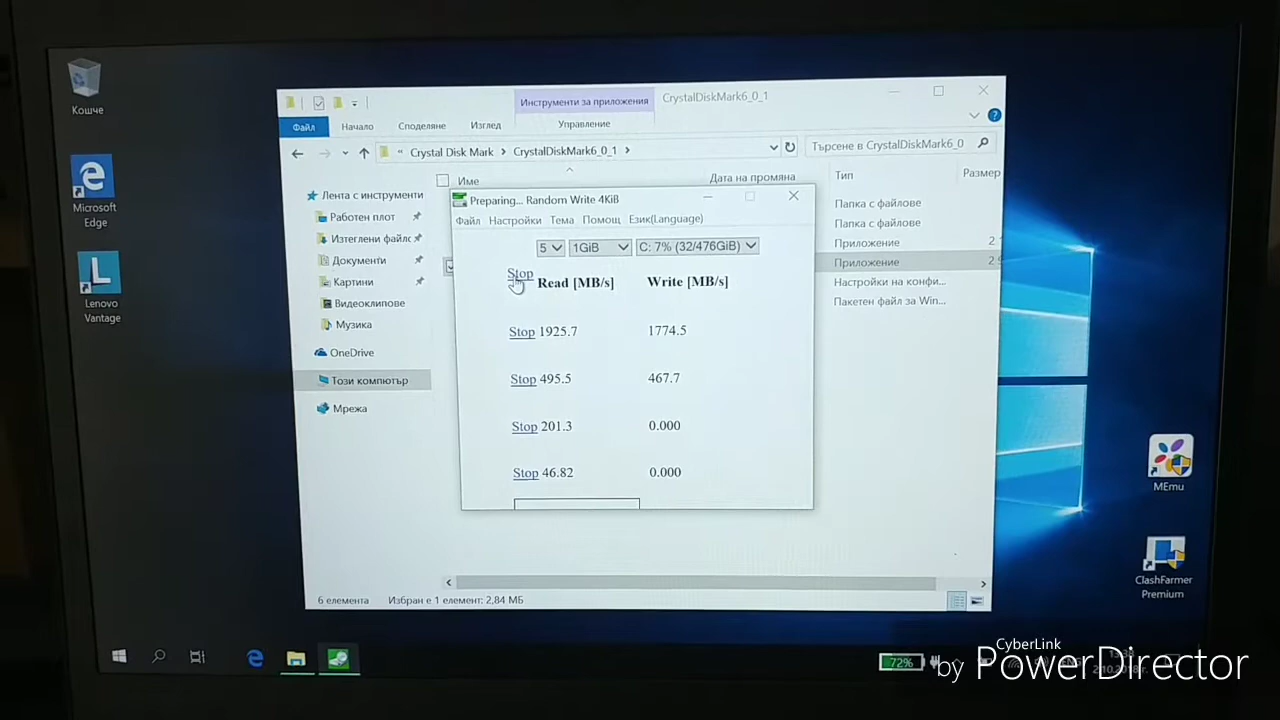 Кошче
Microsoft
Edge
Lenovo
Vantage
Инструменти за приложения
CrystalDiskMark6_0_1
Файл
Начало
Споделяне
Изглед
Управление
?
« Crystal Disk Mark > CrystalDiskMark6_0_1 >
Търсене в CrystalDiskMark6_0
Име
Дата на промяна
Тип
Размер
Лента с инструменти
Работен плот
Изтеглени файлс
Документи
Картини
Видеоклипове
Музика
OneDrive
Този компютър
Мрежа
Папка с файлове
Папка с файлове
Приложение
Приложение
Настройки на конфи...
Пакетен файл за Win...
Preparing... Random Write 4KiB
Файл Настройки Тема Помощ Език(Language)
5 1GiB C: 7% (32/476GiB)
Stop
Read [MB/s] Write [MB/s]
Stop 1925.7 1774.5
Stop 495.5 467.7
Stop 201.3 0.000
Stop 46.82 0.000
6 елемента Избран е 1 елемент: 2,84 МБ
MEmu
ClashFarmer
Premium
72%
CyberLink
by PowerDirector